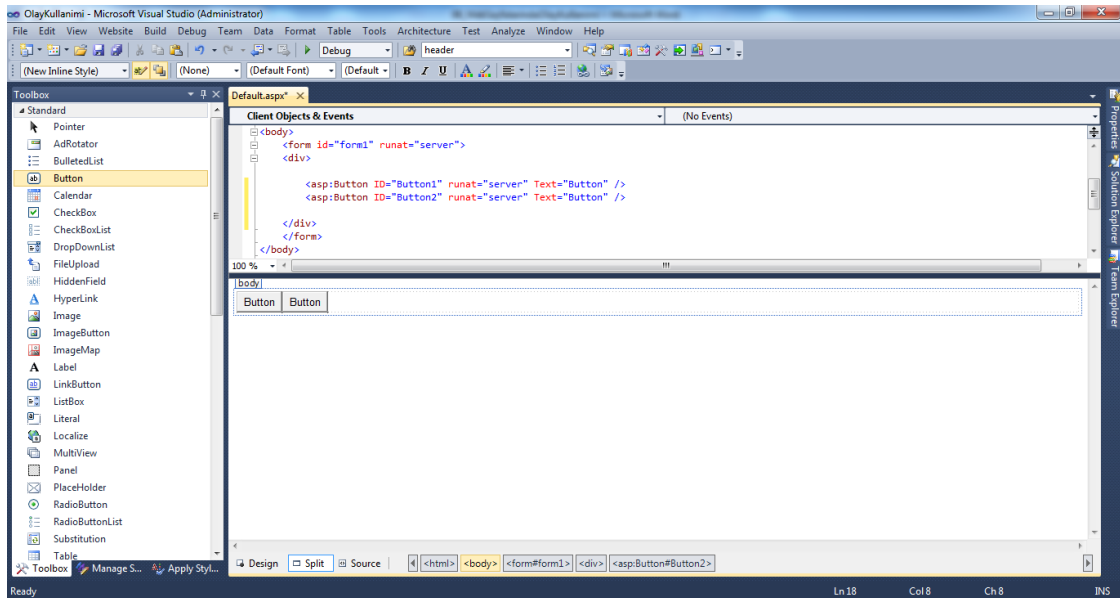 OlayKullanimi - Microsoft Visual Studio (Administrator)
File Edit View Website Build Debug Team Data Format Table Tools Architecture Test Analyze Window Help
Debug header
(New Inline Style) (None) (Default Font) (Default B I U A
Toolbox
Standard
Pointer
AdRotator
BulletedList
Button
Calendar
CheckBox
CheckBoxList
DropDownList
FileUpload
HiddenField
HyperLink
Image
ImageButton
ImageMap
Label
LinkButton
ListBox
Literal
Localize
MultiView
Panel
PlaceHolder
RadioButton
RadioButtonList
Substitution
Table
Toolbox Manage S... Apply Styl...
Default.aspx*
Client Objects & Events (No Events)
<body>
<form id="form1" runat="server">
<div>
<asp:Button ID="Button1" runat="server" Text="Button" />
<asp:Button ID="Button2" runat="server" Text="Button" />
</div>
</form>
</body>
100 %
body
Button Button
Design Split Source <html> <body> <form#form1> <div> <asp:Button#Button2>
Properties
Solution Explorer
Team Explorer
Ready Ln 18 Col 8 Ch 8 INS